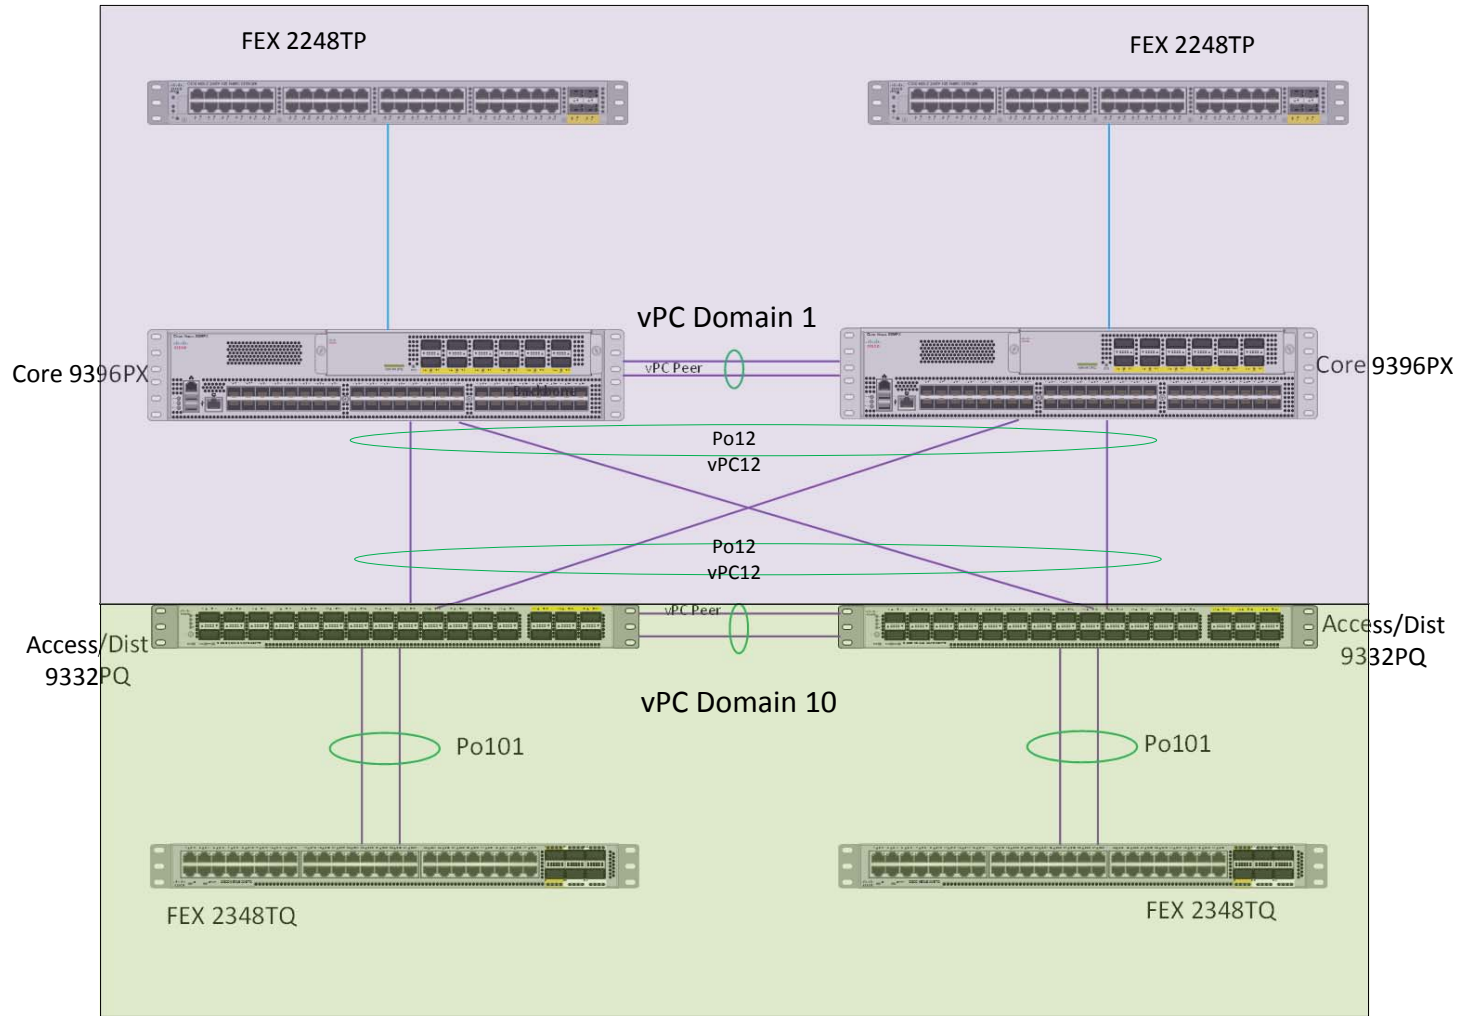 FEX 2248TP
FEX 2248TP
vPC Domain 1
Core 9396PX
vPC Peer
Core 9396PX
Po12
vPC12
Po12
vPC12
vPC Peer
Access/Dist
9332PQ
Access/Dist
9332PQ
vPC Domain 10
Po101
Po101
FEX 2348TQ
FEX 2348TQ